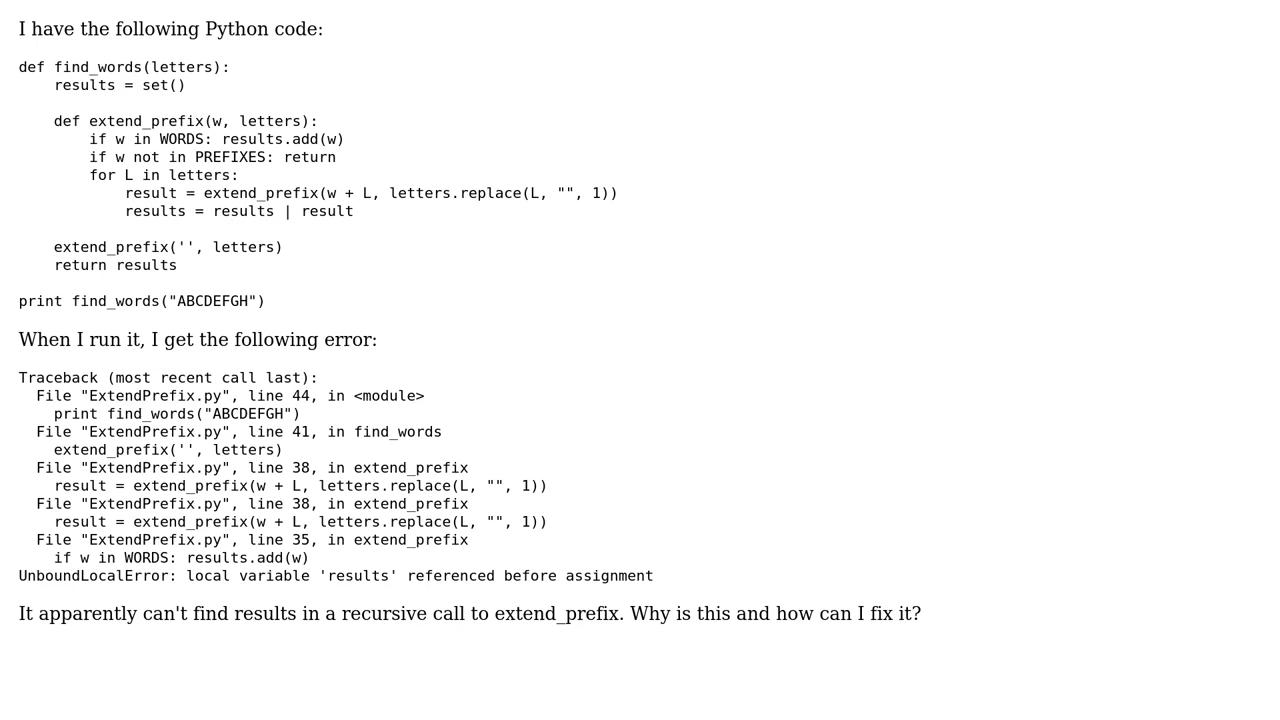 I have the following Python code:
def find_words(letters):
    results = set()
    def extend_prefix(w, letters):
        if w in WORDS: results.add(w)
        if w not in PREFIXES: return
        for L in letters:
            result = extend_prefix(w + L, letters.replace(L, "", 1))
            results = results | result
    extend_prefix('', letters)
    return results
print find_words("ABCDEFGH")
When I run it, I get the following error:
Traceback (most recent call last):
  File "ExtendPrefix.py", line 44, in <module>
    print find_words("ABCDEFGH")
  File "ExtendPrefix.py", line 41, in find_words
    extend_prefix('', letters)
  File "ExtendPrefix.py", line 38, in extend_prefix
    result = extend_prefix(w + L, letters.replace(L, "", 1))
  File "ExtendPrefix.py", line 38, in extend_prefix
    result = extend_prefix(w + L, letters.replace(L, "", 1))
  File "ExtendPrefix.py", line 35, in extend_prefix
    if w in WORDS: results.add(w)
UnboundLocalError: local variable 'results' referenced before assignment
It apparently can't find results in a recursive call to extend_prefix. Why is this and how can I fix it?